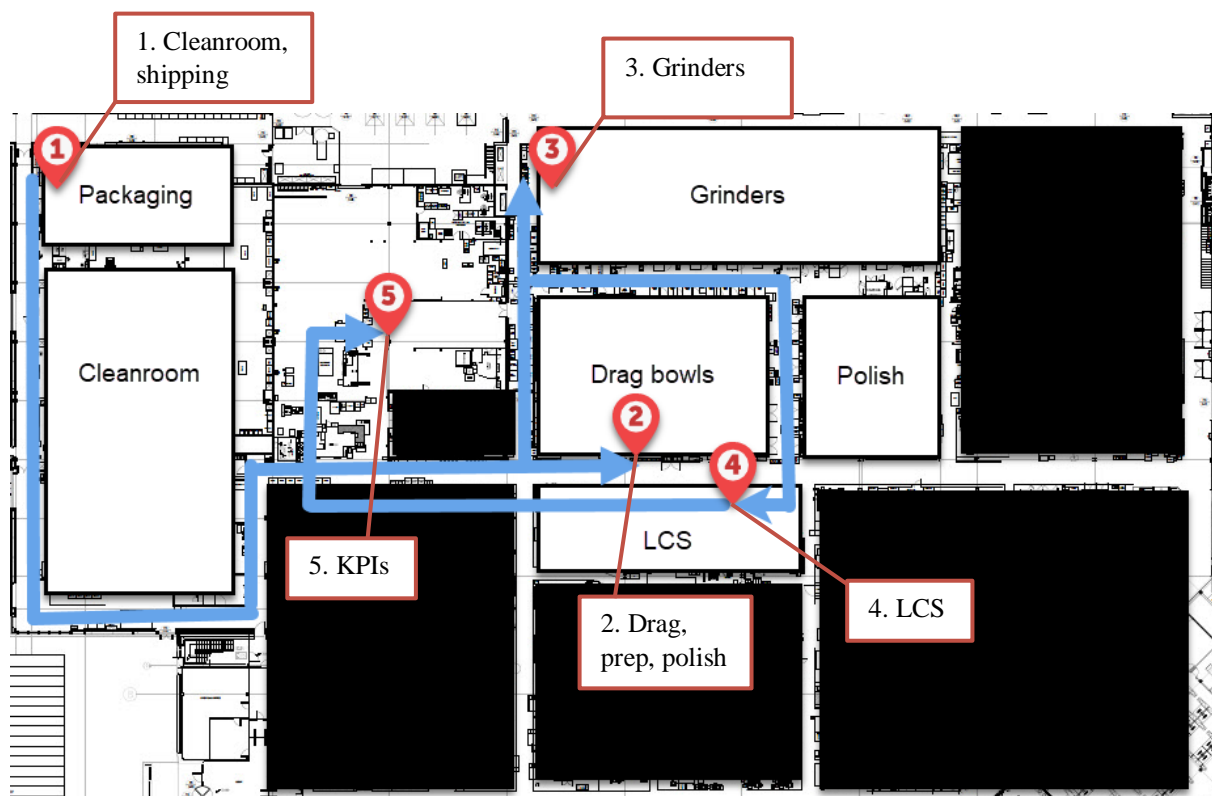 1. Cleanroom,
shipping
3. Grinders
1
3
Packaging
Grinders
5
Cleanroom
Drag bowls
Polish
2
4
LCS
5. KPIs
2. Drag,
prep, polish
4. LCS